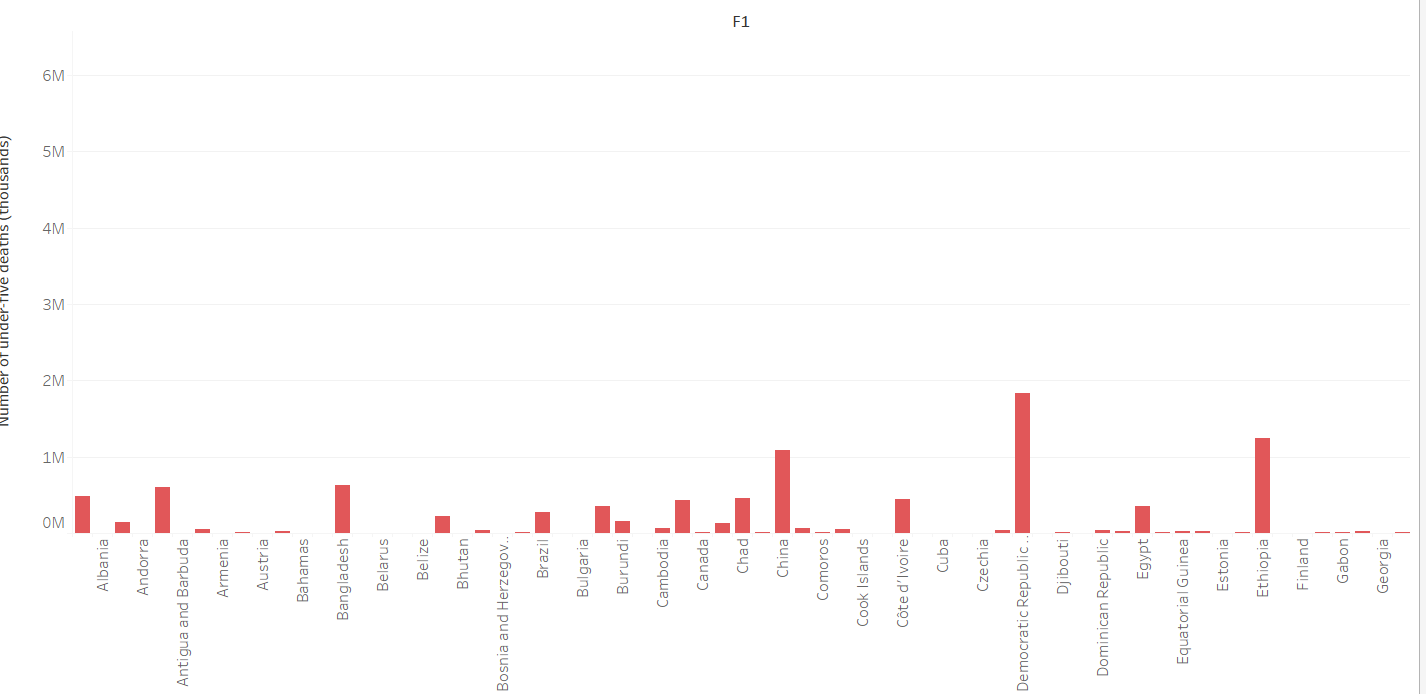 F1
Number of under-five deaths (thousands)
6M
5M
4M
3M
2M
1M
0M
Albania
Andorra
Antigua and Barbuda
Armenia
Austria
Bahamas
Bangladesh
Belarus
Belize
Bhutan
Bosnia and Herzegov..
Brazil
Bulgaria
Burundi
Cambodia
Canada
Chad
China
Comoros
Cook Islands
Côte d'Ivoire
Cuba
Czechia
Democratic Republic ..
Djibouti
Dominican Republic
Egypt
Equatorial Guinea
Estonia
Ethiopia
Finland
Gabon
Georgia